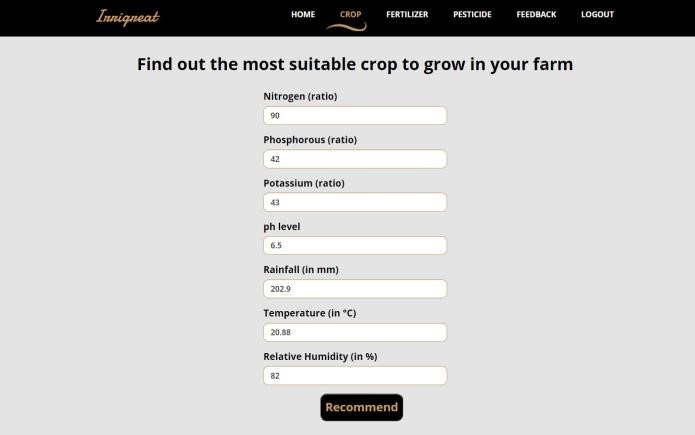 Irrigreat
HOME CROP FERTILIZER PESTICIDE FEEDBACK LOGOUT
Find out the most suitable crop to grow in your farm
Nitrogen (ratio)
90
Phosphorous (ratio)
42
Potassium (ratio)
43
ph level
6.5
Rainfall (in mm)
202.9
Temperature (in °C)
20.88
Relative Humidity (in %)
82
Recommend